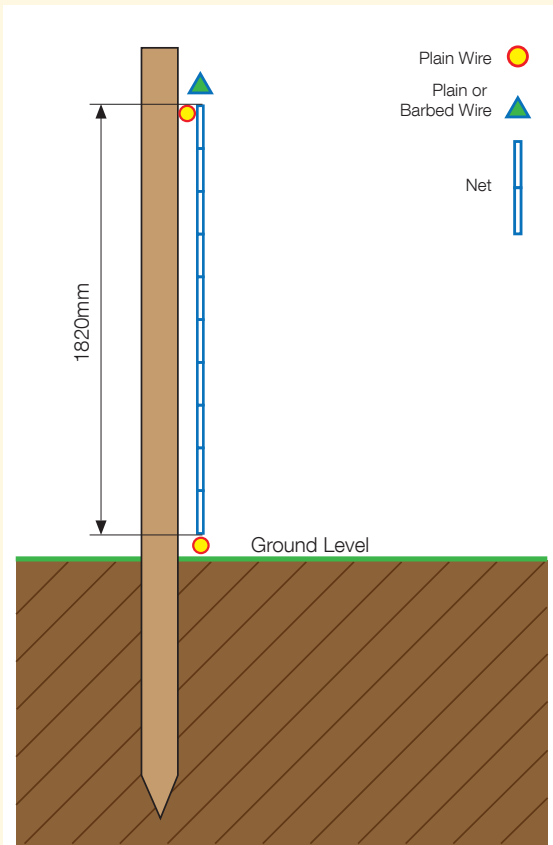 Plain Wire
Plain or
Barbed Wire
Net
1820mm
Ground Level